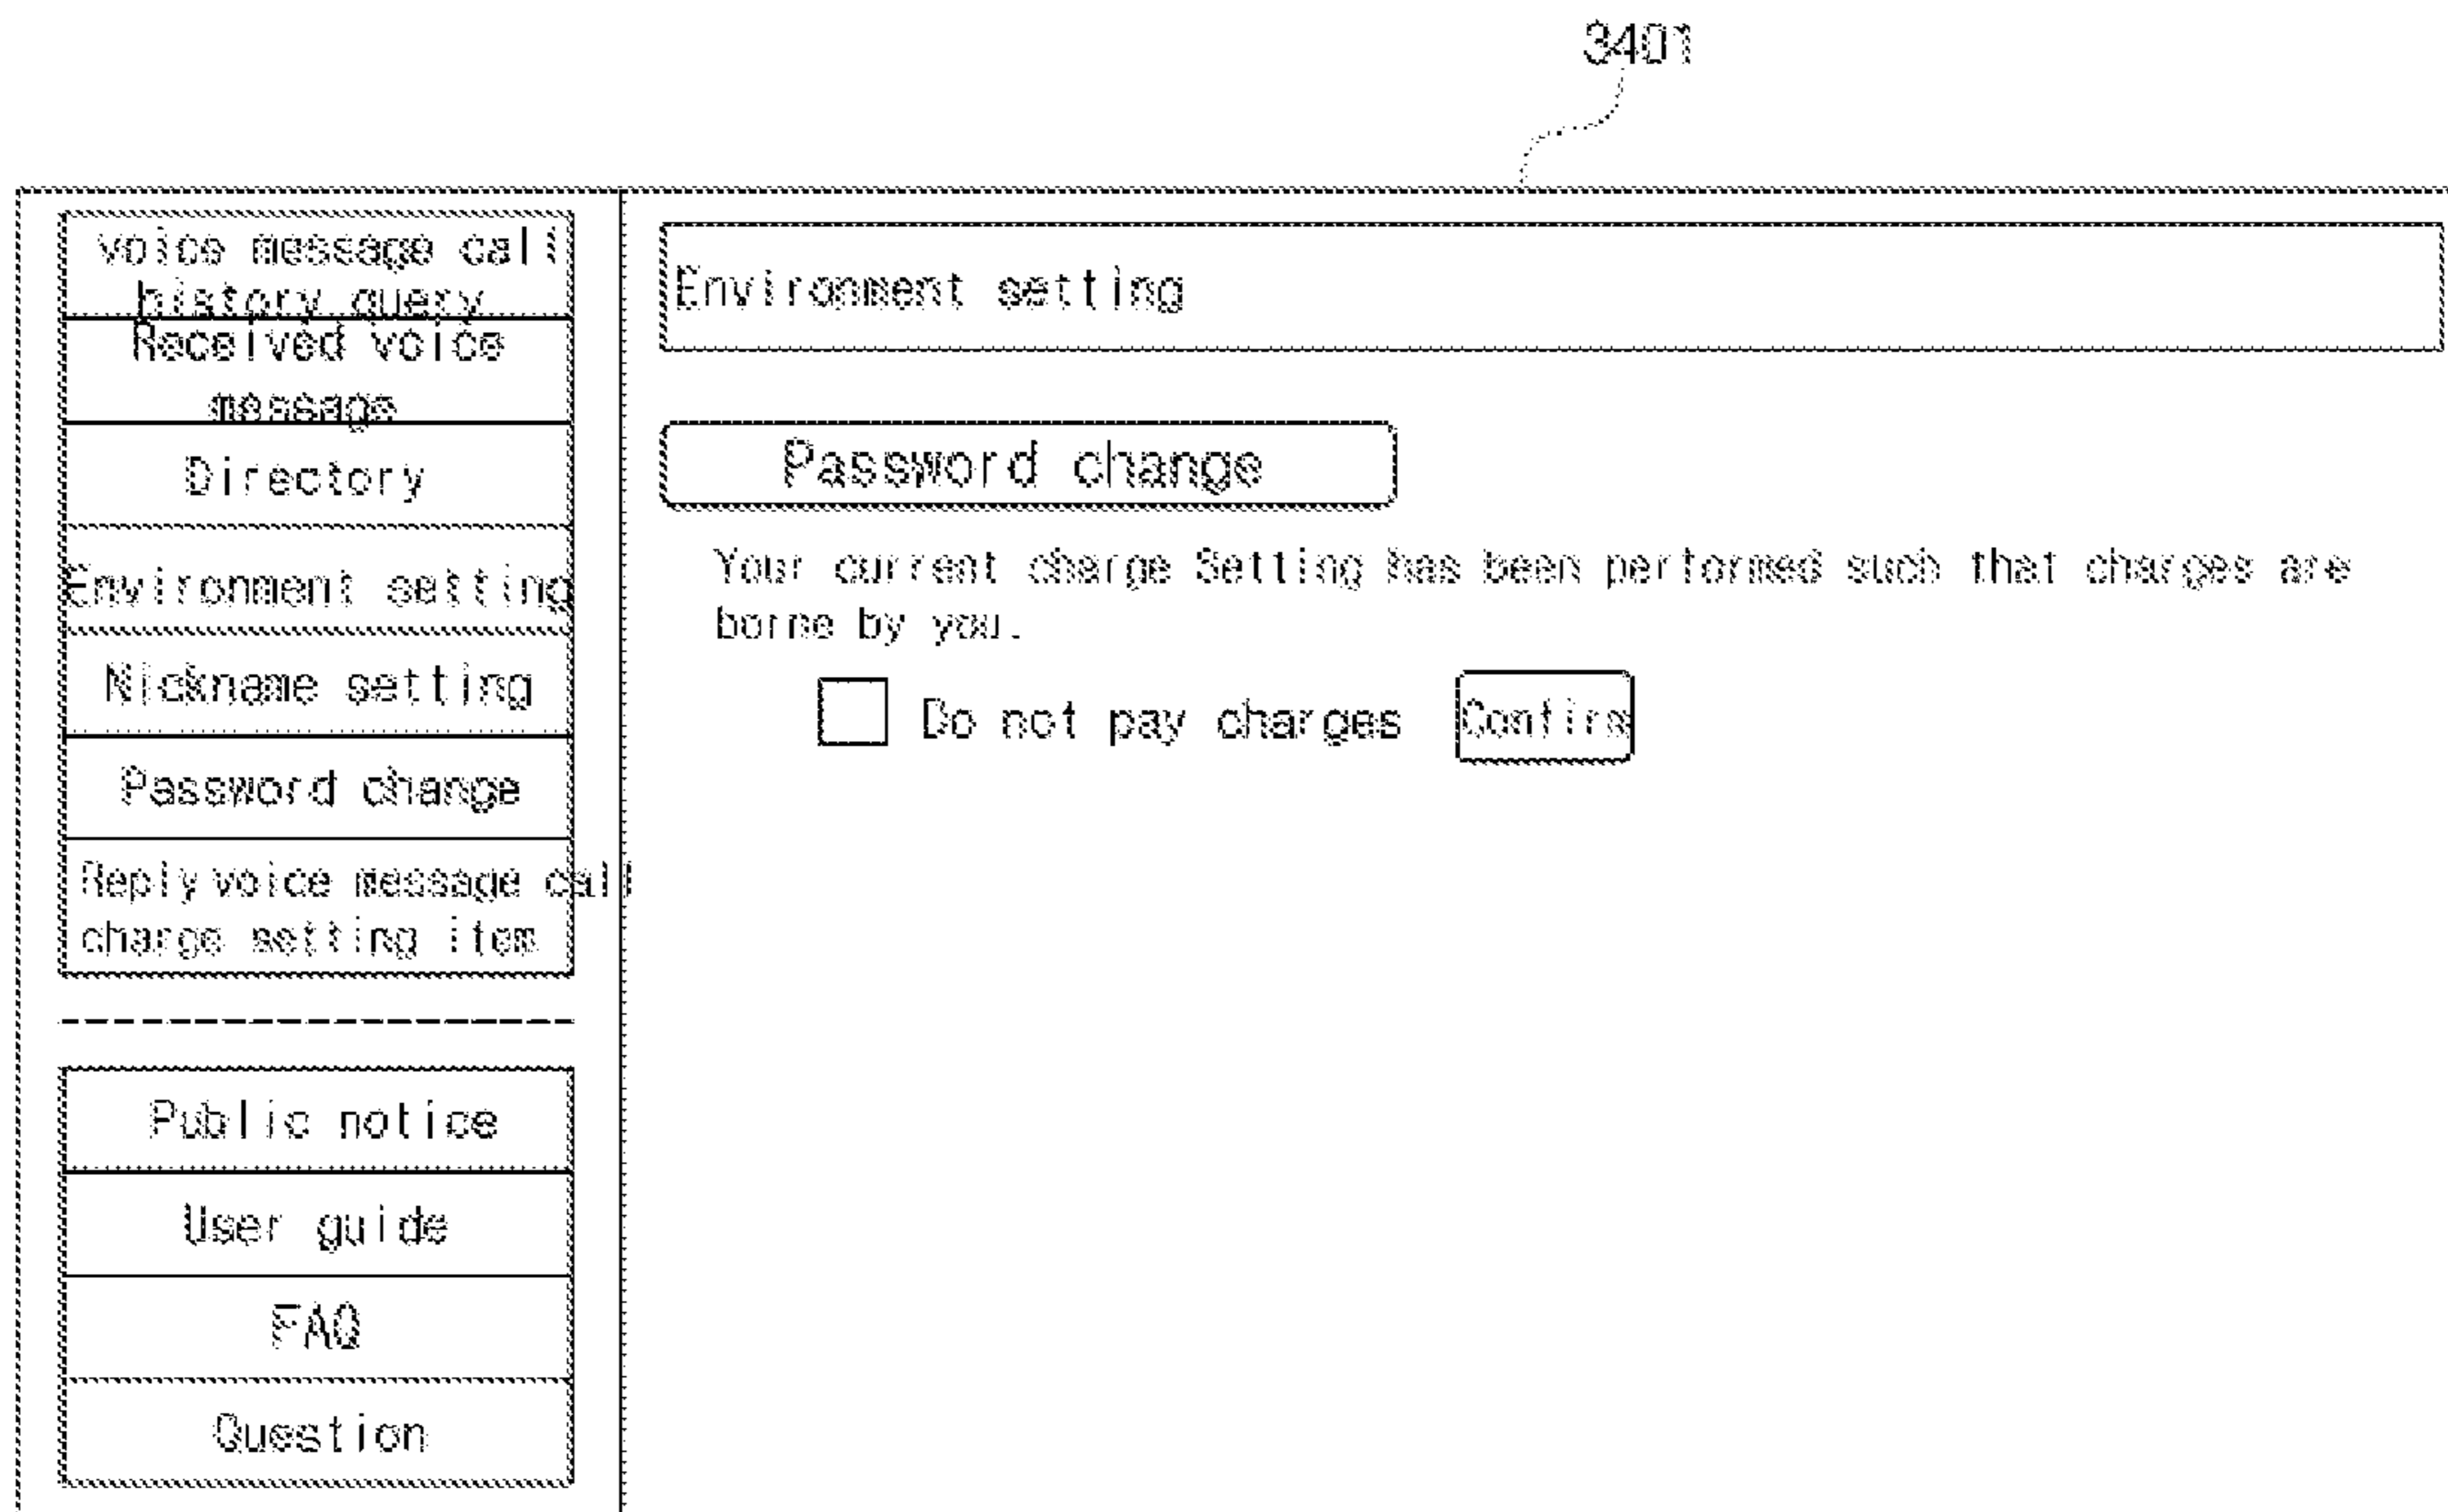 3401
voice message call
history query
Received voice
message
Directory
Environment setting
Nickname setting
Password change
Reply voice message call
charge setting item
Public notice
User guide
FAQ
Question
Environment setting
Password change
Your current charge Setting has been performed such that charges are
borne by you.
Do not pay charges Confirm